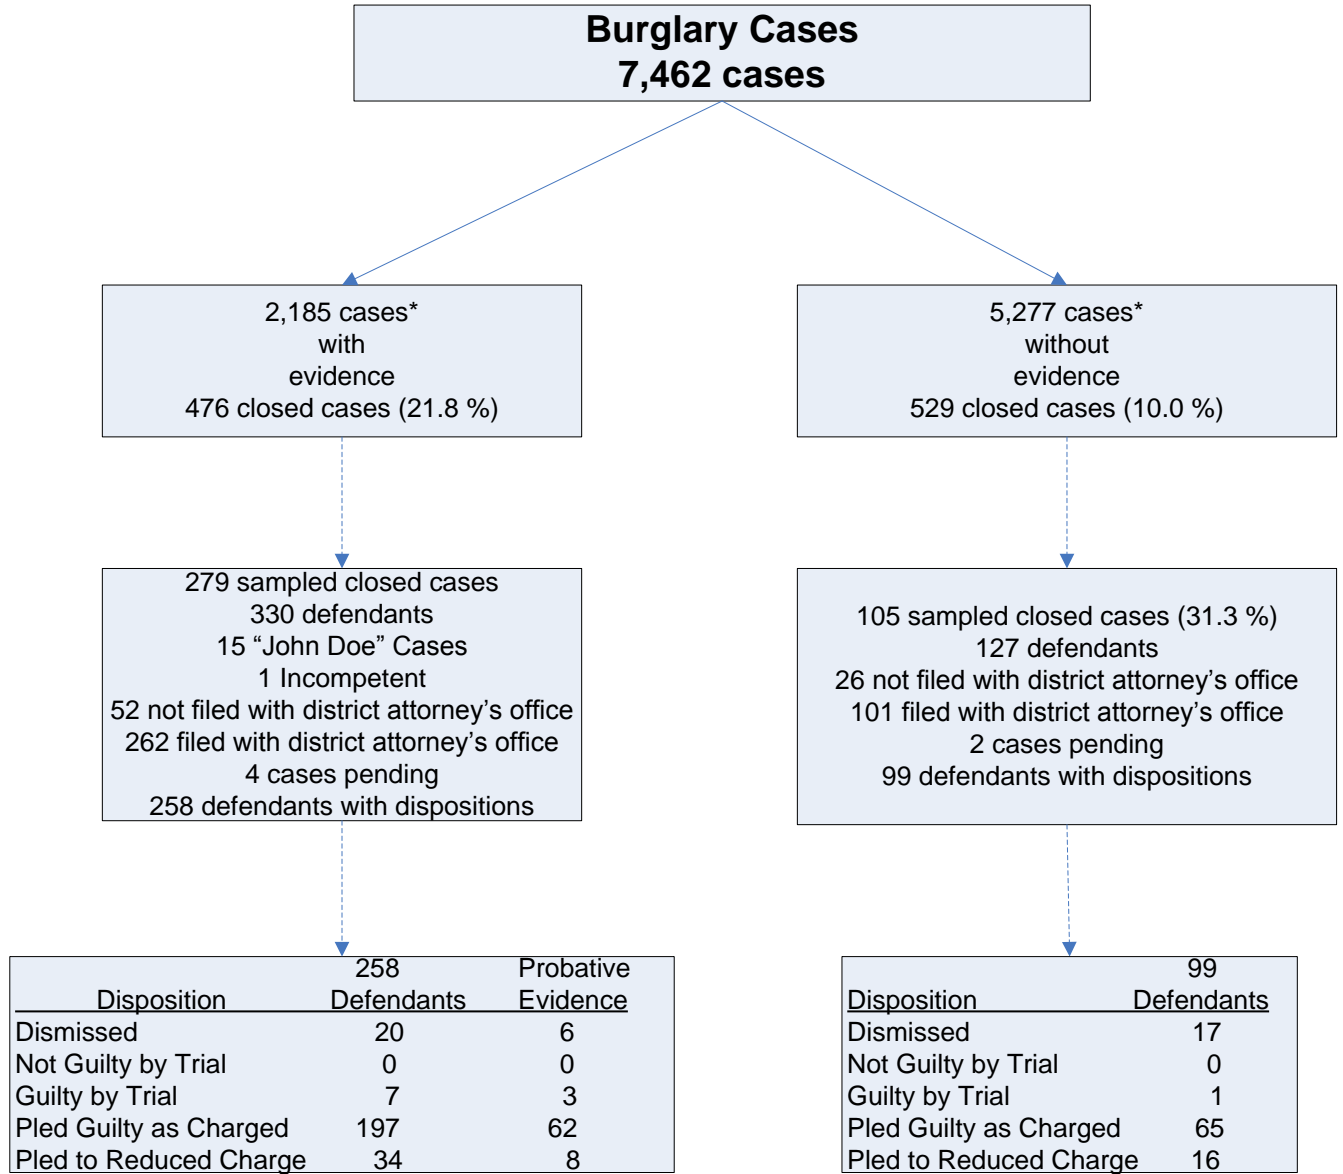 Burglary Cases
7,462 cases
2,185 cases*
with
evidence
476 closed cases (21.8 %)
5,277 cases*
without
evidence
529 closed cases (10.0 %)
279 sampled closed cases
330 defendants
15 “John Doe” Cases
1 Incompetent
52 not filed with district attorney’s office
262 filed with district attorney’s office
4 cases pending
258 defendants with dispositions
105 sampled closed cases (31.3 %)
127 defendants
26 not filed with district attorney’s office
101 filed with district attorney’s office
2 cases pending
99 defendants with dispositions
258 Probative
Disposition Defendants Evidence
Dismissed 20 6
Not Guilty by Trial 0 0
Guilty by Trial 7 3
Pled Guilty as Charged 197 62
Pled to Reduced Charge 34 8
99
Disposition Defendants
Dismissed 17
Not Guilty by Trial 0
Guilty by Trial 1
Pled Guilty as Charged 65
Pled to Reduced Charge 16